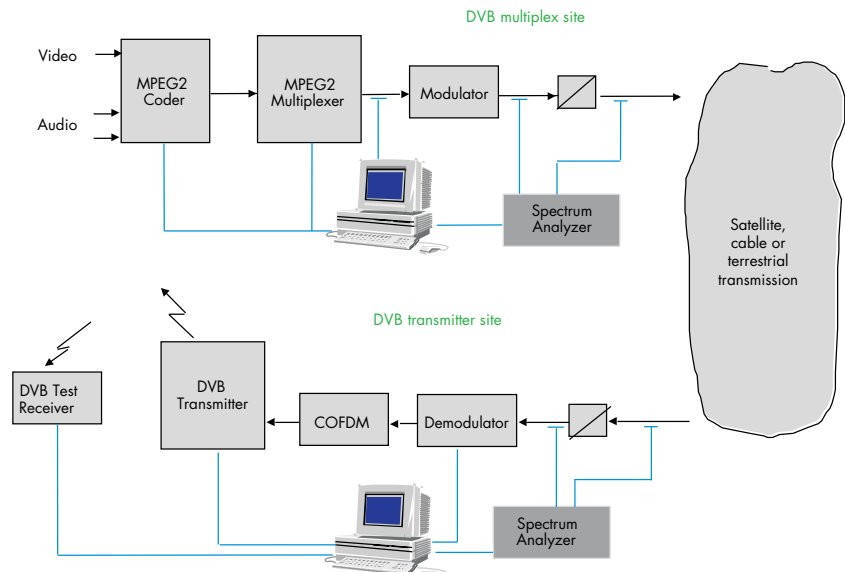 DVB multiplex site
Video
Audio
MPEG2
Coder
MPEG2
Multiplexer
Modulator
Spectrum
Analyzer
Satellite,
cable or
terrestrial
transmission
DVB transmitter site
DVB Test
Receiver
DVB
Transmitter
COFDM
Demodulator
Spectrum
Analyzer